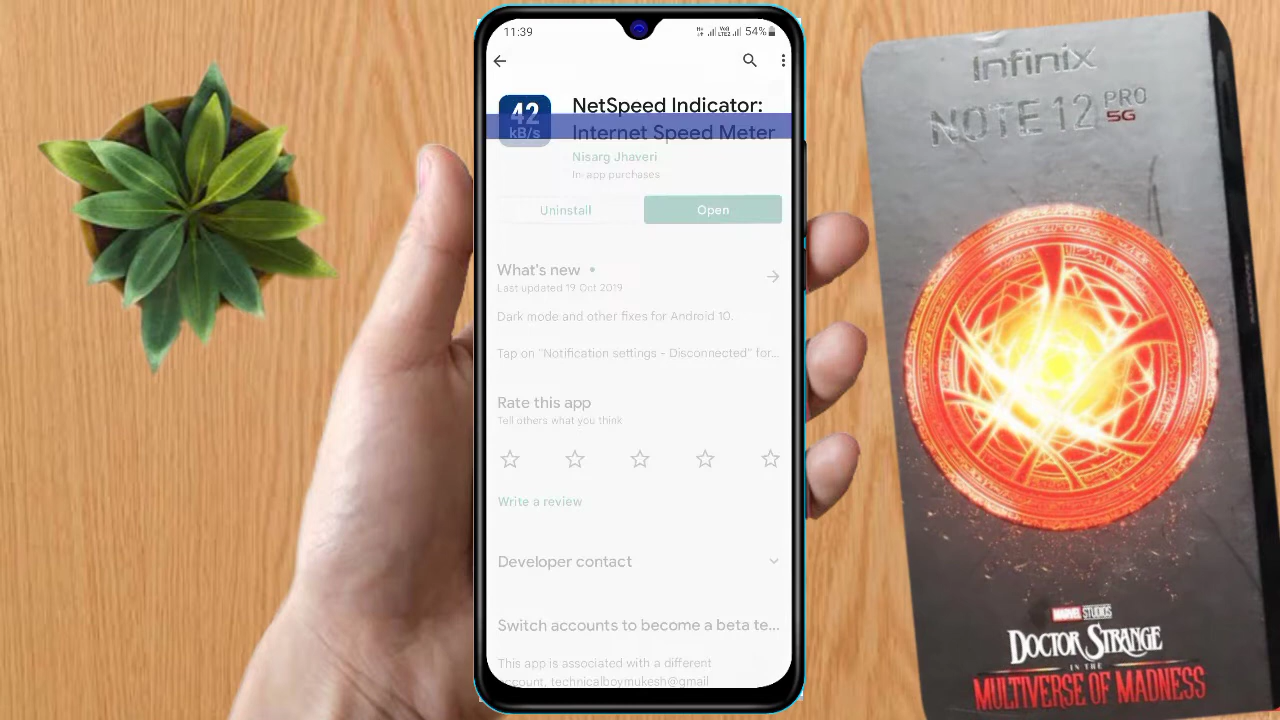 11:39
54%
42
kB/s
NetSpeed Indicator:
Internet Speed Meter
Nisarg Jhaveri
In-app purchases
Uninstall
Open
What's new
Last updated 19 Oct 2019
Dark mode and other fixes for Android 10.
Tap on "Notification settings - Disconnected" for...
Rate this app
Tell others what you think
Write a review
Developer contact
Switch accounts to become a beta te...
This app is associated with a different
account, technicalboymukesh@gmail
Infinix
NOTE 12 PRO
5G
MARVEL STUDIOS
DOCTOR STRANGE
IN THE
MULTIVERSE OF MADNESS